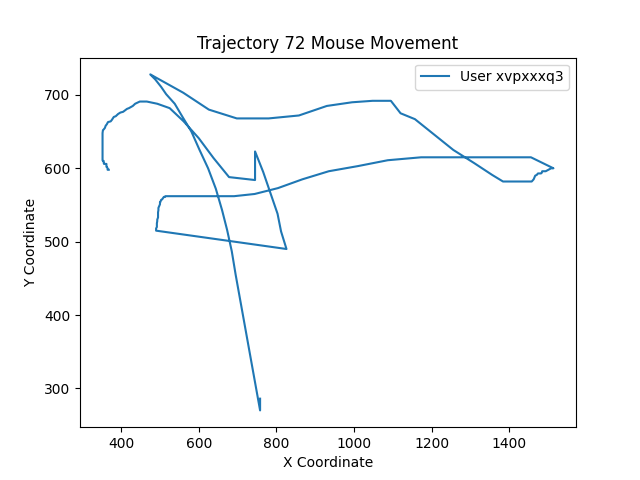 Trajectory 72 Mouse Movement
User xvpxxxq3
700
600
500
400
300
Y Coordinate
400 600 800 1000 1200 1400
X Coordinate